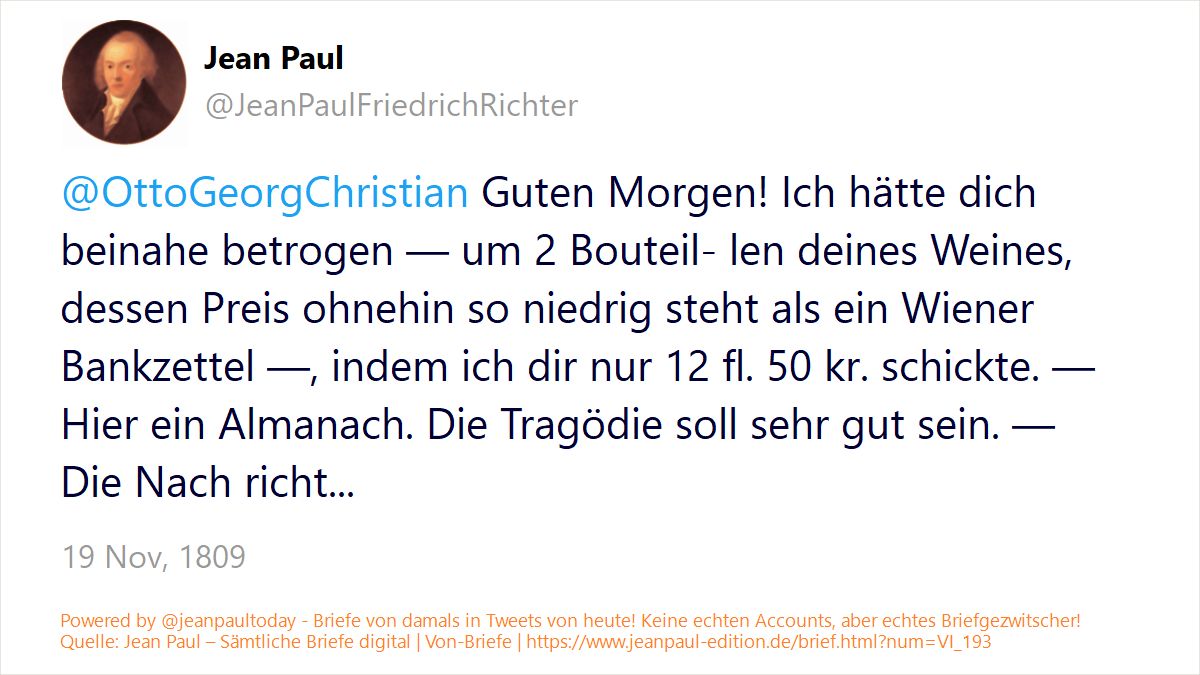 Jean Paul
@JeanPaulFriedrichRichter
@OttoGeorgChristian Guten Morgen! Ich hätte dich
beinahe betrogen — um 2 Bouteil- len deines Weines,
dessen Preis ohnehin so niedrig steht als ein Wiener
Bankzettel —, indem ich dir nur 12 fl. 50 kr. schickte. —
Hier ein Almanach. Die Tragödie soll sehr gut sein. —
Die Nach richt...
19 Nov, 1809
Powered by @jeanpaultoday - Briefe von damals in Tweets von heute! Keine echten Accounts, aber echtes Briefgezwitscher!
Quelle: Jean Paul – Sämtliche Briefe digital | Von-Briefe | https://www.jeanpaul-edition.de/brief.html?num=VI_193